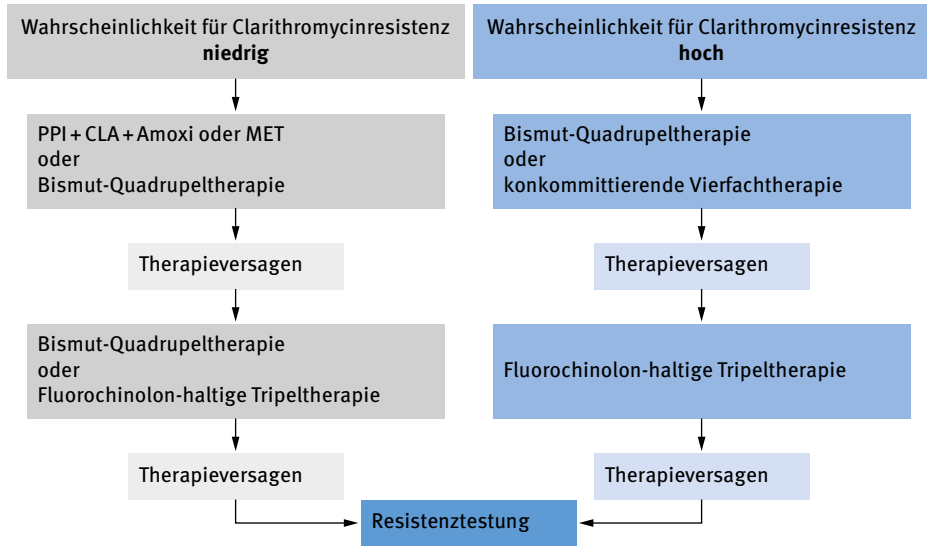 Wahrscheinlichkeit für Clarithromycinresistenz
niedrig
PPI + CLA + Amoxi oder MET
oder
Bismut-Quadrupeltherapie
Therapieversagen
Bismut-Quadrupeltherapie
oder
Fluorochinolon-haltige Tripeltherapie
Therapieversagen
Wahrscheinlichkeit für Clarithromycinresistenz
hoch
Bismut-Quadrupeltherapie
oder
konkommittierende Vierfachtherapie
Therapieversagen
Fluorochinolon-haltige Tripeltherapie
Therapieversagen
Resistenztestung